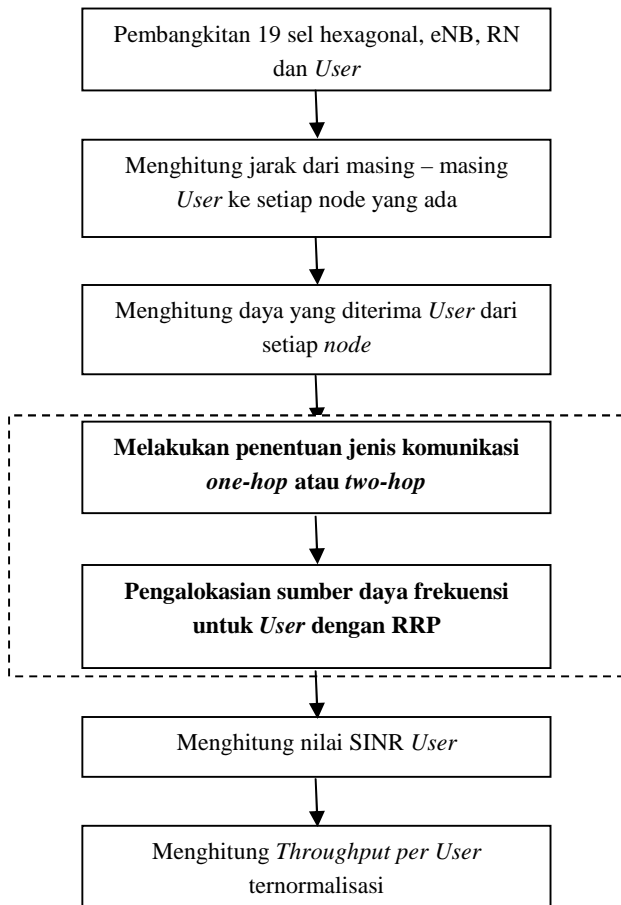 Pembangkitan 19 sel hexagonal, eNB, RN
dan User
Menghitung jarak dari masing – masing
User ke setiap node yang ada
Menghitung daya yang diterima User dari
setiap node
Melakukan penentuan jenis komunikasi
one-hop atau two-hop
Pengalokasian sumber daya frekuensi
untuk User dengan RRP
Menghitung nilai SINR User
Menghitung Throughput per User
ternormalisasi